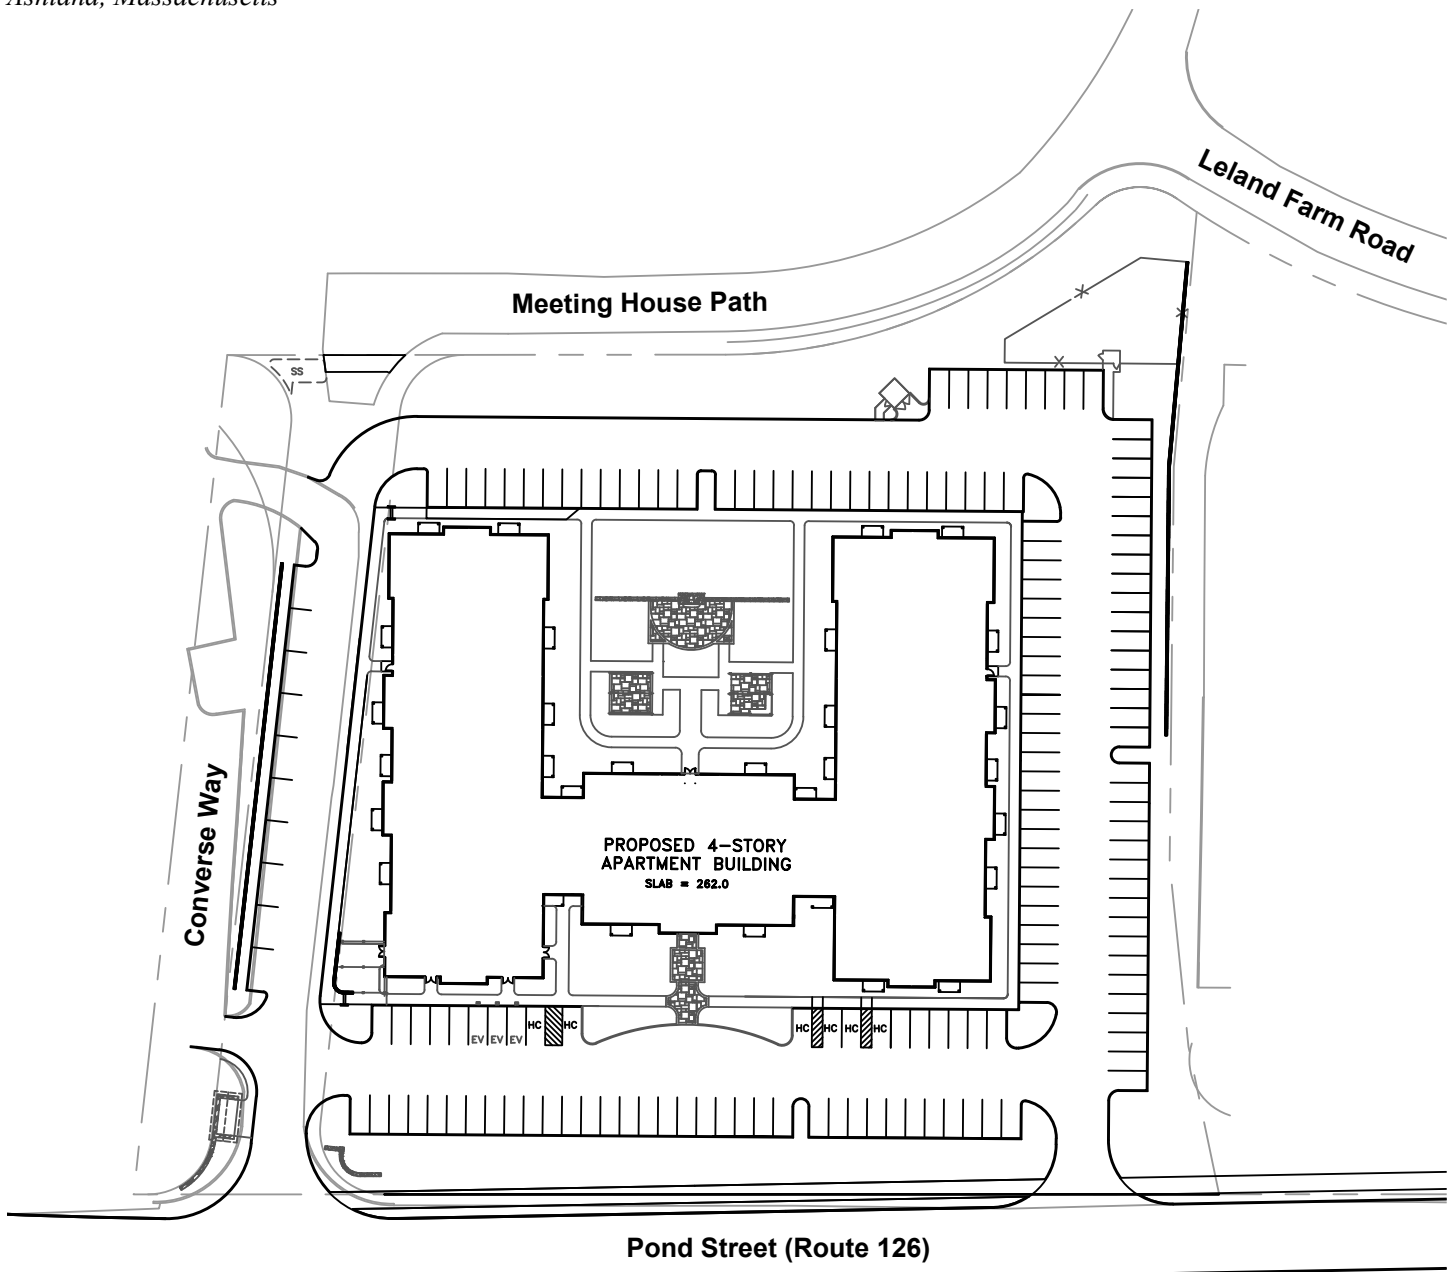 Ashland, Massachusetts
Leland Farm Road
Meeting House Path
SS
Converse Way
PROPOSED 4-STORY
APARTMENT BUILDING
SLAB = 262.0
EV EV EV HC HC HC HC HC HC
Pond Street (Route 126)